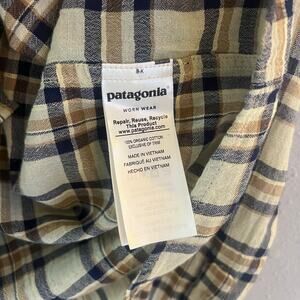 patagonia
WORN WEAR
Repair, Reuse, Recycle
This Product
www.patagonia.com
100% ORGANIC COTTON
EXCLUSIVE OF TRIM
MADE IN VIETNAM
FABRIQUÉ AU VIETNAM
HECHO EN VIETNAM